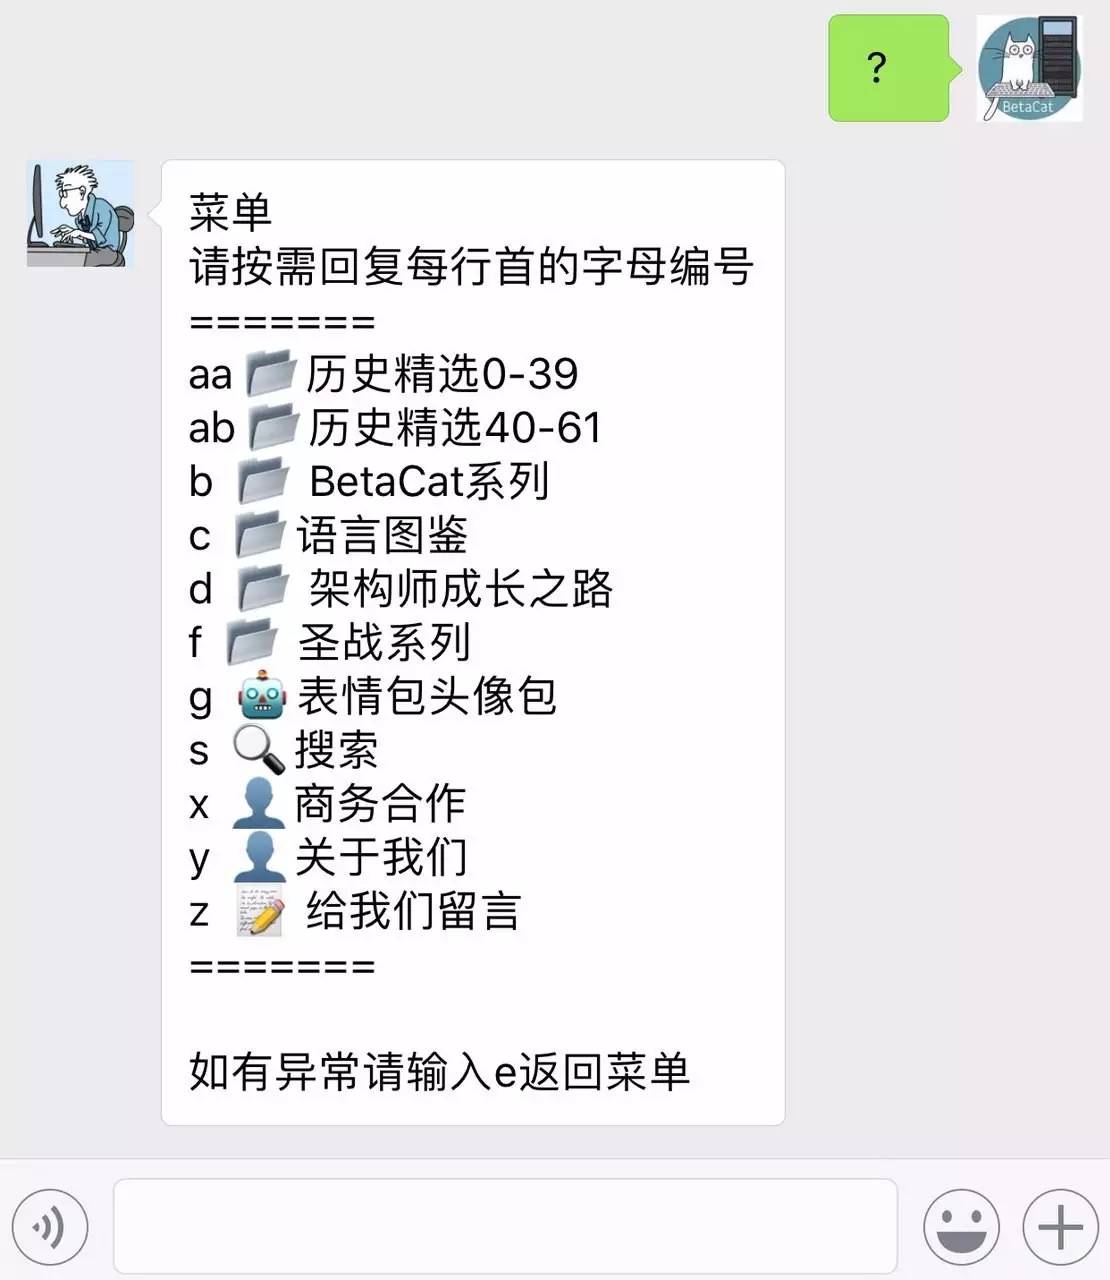 ?
BetaCat
菜单
请按需回复每行首的字母编号
=======
aa 历史精选0-39
ab 历史精选40-61
b BetaCat系列
c 语言图鉴
d 架构师成长之路
f 圣战系列
g 表情包头像包
s 搜索
x 商务合作
y 关于我们
z 给我们留言
=======
如有异常请输入e返回菜单